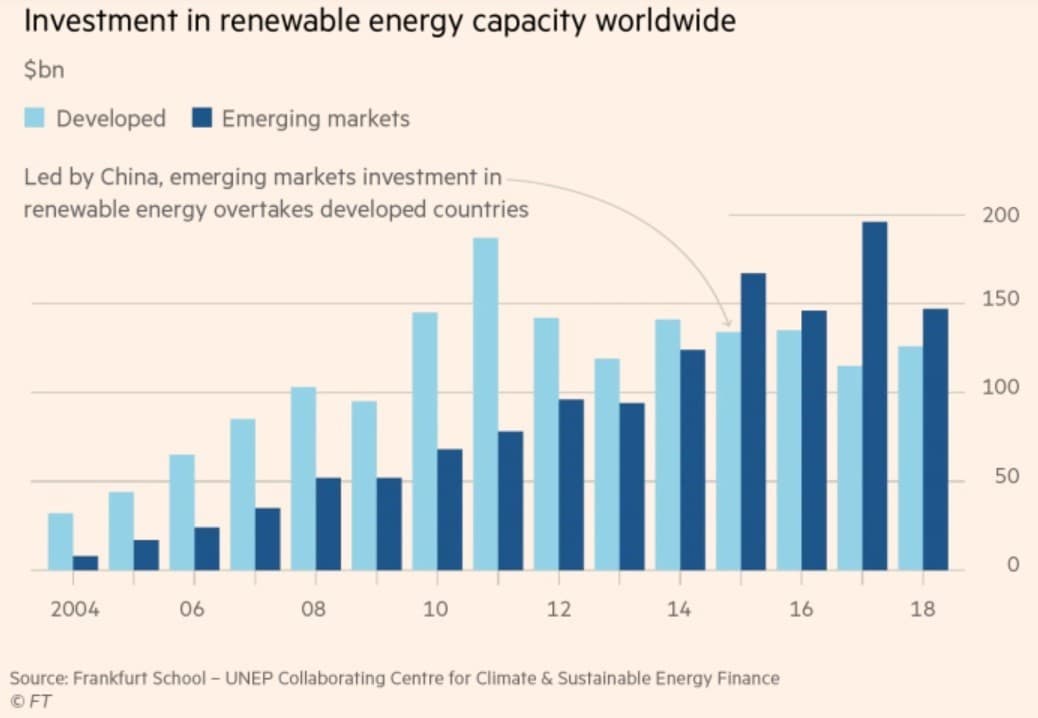 Investment in renewable energy capacity worldwide
$bn
Developed Emerging markets
Led by China, emerging markets investment in
renewable energy overtakes developed countries
200
150
100
50
0
2004 06 08 10 12 14 16 18
Source: Frankfurt School – UNEP Collaborating Centre for Climate & Sustainable Energy Finance
© FT